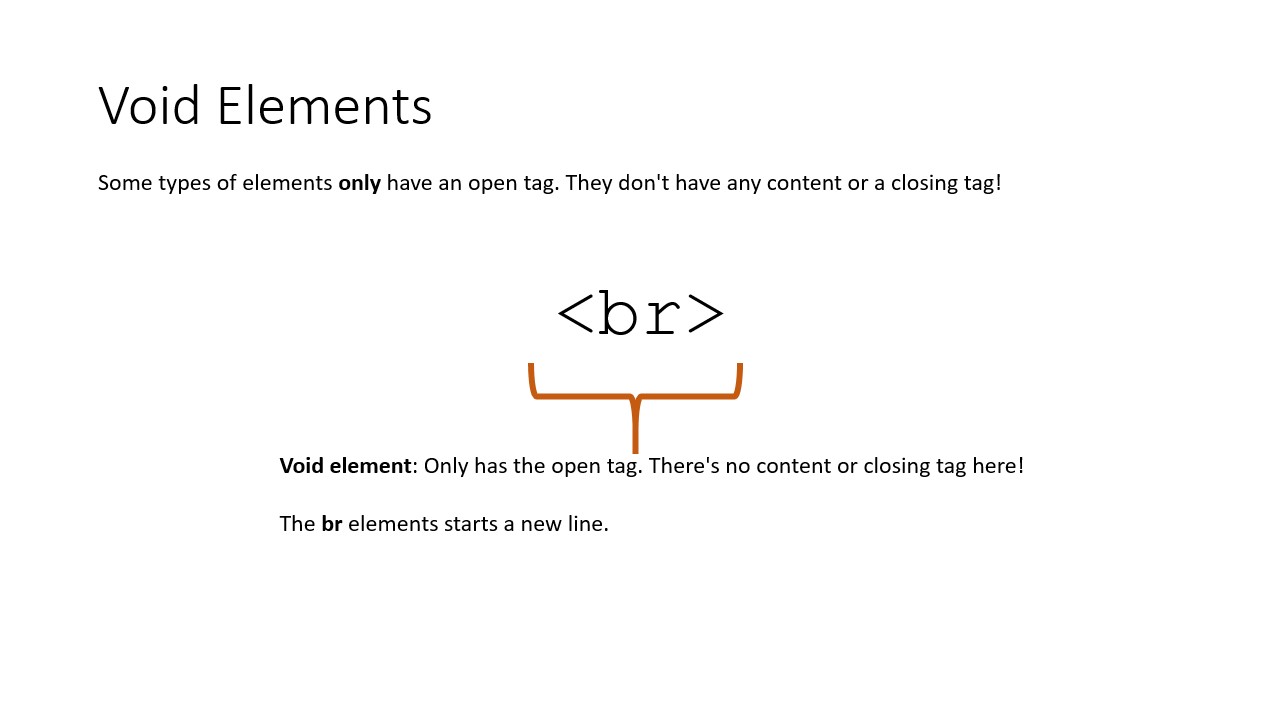 Void Elements
Some types of elements only have an open tag. They don't have any content or a closing tag!
<br>
Void element: Only has the open tag. There's no content or closing tag here!
The br elements starts a new line.